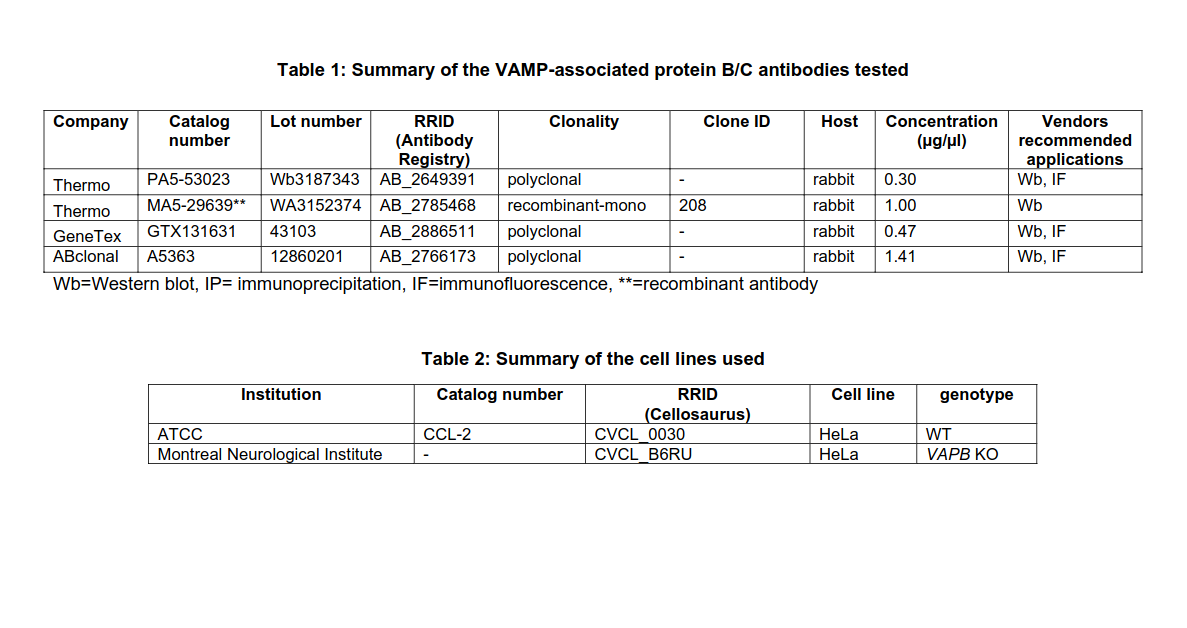 Table 1: Summary of the VAMP-associated protein B/C antibodies tested
Company Catalog number Lot number RRID (Antibody Registry) Clonality Clone ID Host Concentration (µg/µl) Vendors recommended applications
Thermo PA5-53023 Wb3187343 AB_2649391 polyclonal - rabbit 0.30 Wb, IF
Thermo MA5-29639** WA3152374 AB_2785468 recombinant-mono 208 rabbit 1.00 Wb
GeneTex GTX131631 43103 AB_2886511 polyclonal - rabbit 0.47 Wb, IF
ABclonal A5363 12860201 AB_2766173 polyclonal - rabbit 1.41 Wb, IF
Wb=Western blot, IP= immunoprecipitation, IF=immunofluorescence, **=recombinant antibody
Table 2: Summary of the cell lines used
Institution Catalog number RRID (Cellosaurus) Cell line genotype
ATCC CCL-2 CVCL_0030 HeLa WT
Montreal Neurological Institute - CVCL_B6RU HeLa VAPB KO